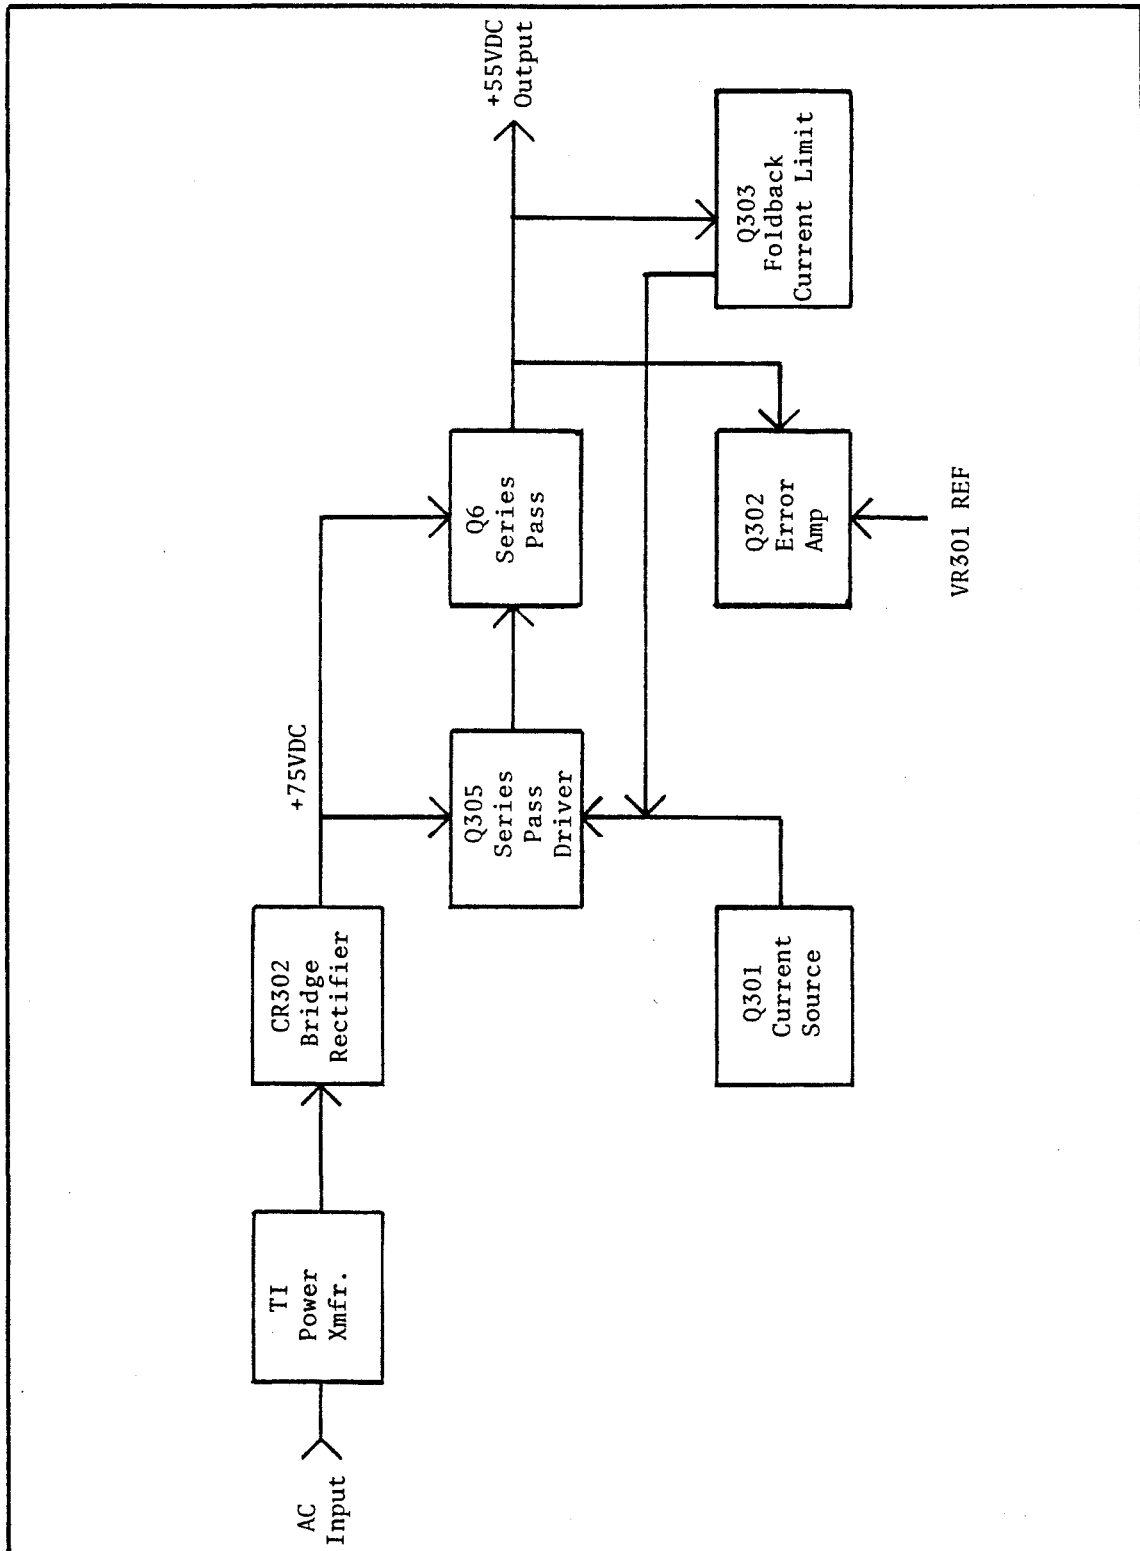 AC
Input
TI
Power
Xmfr.
CR302
Bridge
Rectifier
+75VDC
Q305
Series
Pass
Driver
Q6
Series
Pass
+55VDC
Output
Q301
Current
Source
Q302
Error
Amp
VR301 REF
Q303
Foldback
Current Limit